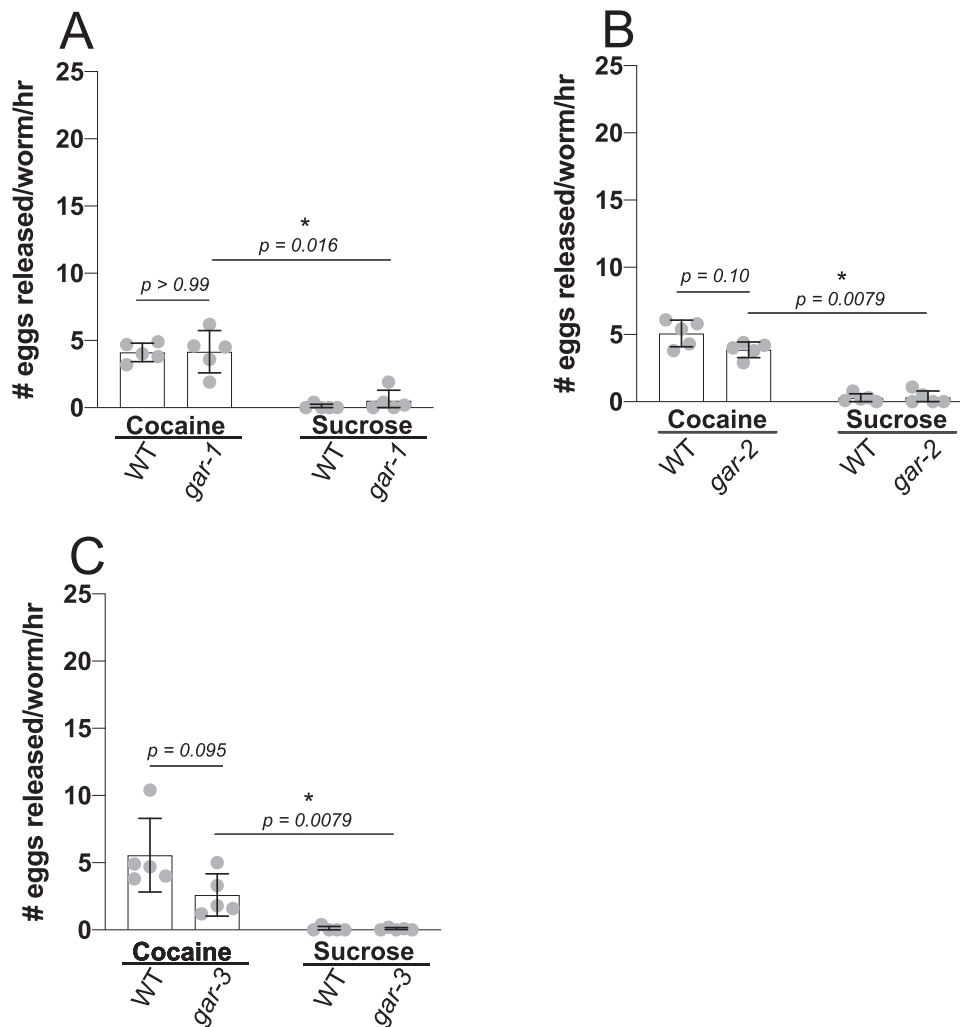 A
# eggs released/worm/hr
25
20
15
10
5
0
*
p = 0.016
p > 0.99
Cocaine
Sucrose
WT
gar-1
WT
gar-1
B
# eggs released/worm/hr
25
20
15
10
5
0
*
p = 0.10
p = 0.0079
Cocaine
Sucrose
WT
gar-2
WT
gar-2
C
# eggs released/worm/hr
25
20
15
10
5
0
p = 0.095
*
p = 0.0079
Cocaine
Sucrose
WT
gar-3
WT
gar-3